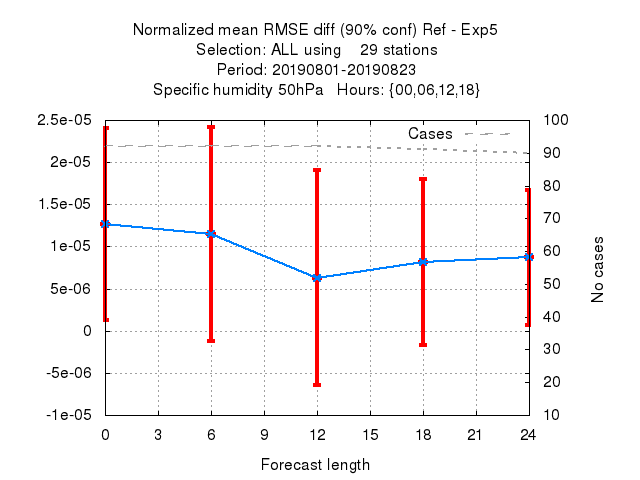 Normalized mean RMSE diff (90% conf) Ref - Exp5
Selection: ALL using    29 stations
Period: 20190801-20190823
Specific humidity 50hPa   Hours: {00,06,12,18}
2.5e-05
2e-05
1.5e-05
1e-05
5e-06
0
-5e-06
-1e-05
Cases
100
90
80
70
60
50
40
30
20
10
No cases
0 3 6 9 12 15 18 21 24
Forecast length